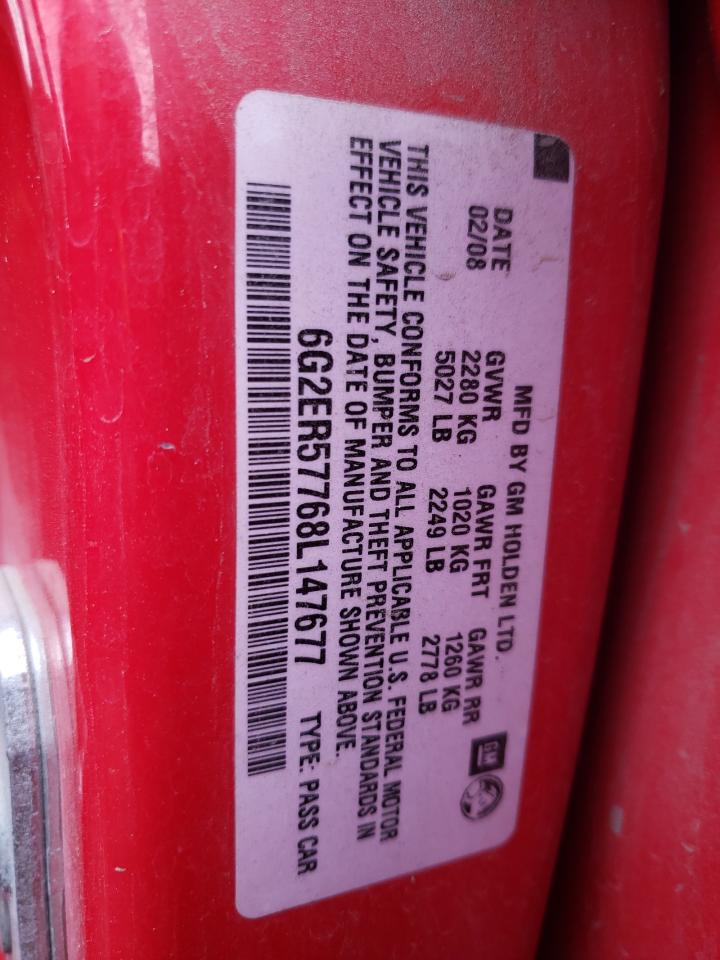 MFD BY GM HOLDEN LTD.
DATE GVWR GAWR FRT GAWR RR
02/08 2280 KG 1020 KG 1260 KG
5027 LB 2249 LB 2778 LB
THIS VEHICLE CONFORMS TO ALL APPLICABLE U.S. FEDERAL MOTOR
VEHICLE SAFETY, BUMPER AND THEFT PREVENTION STANDARDS IN
EFFECT ON THE DATE OF MANUFACTURE SHOWN ABOVE.
6G2ER57768L147677 TYPE: PASS CAR
GM